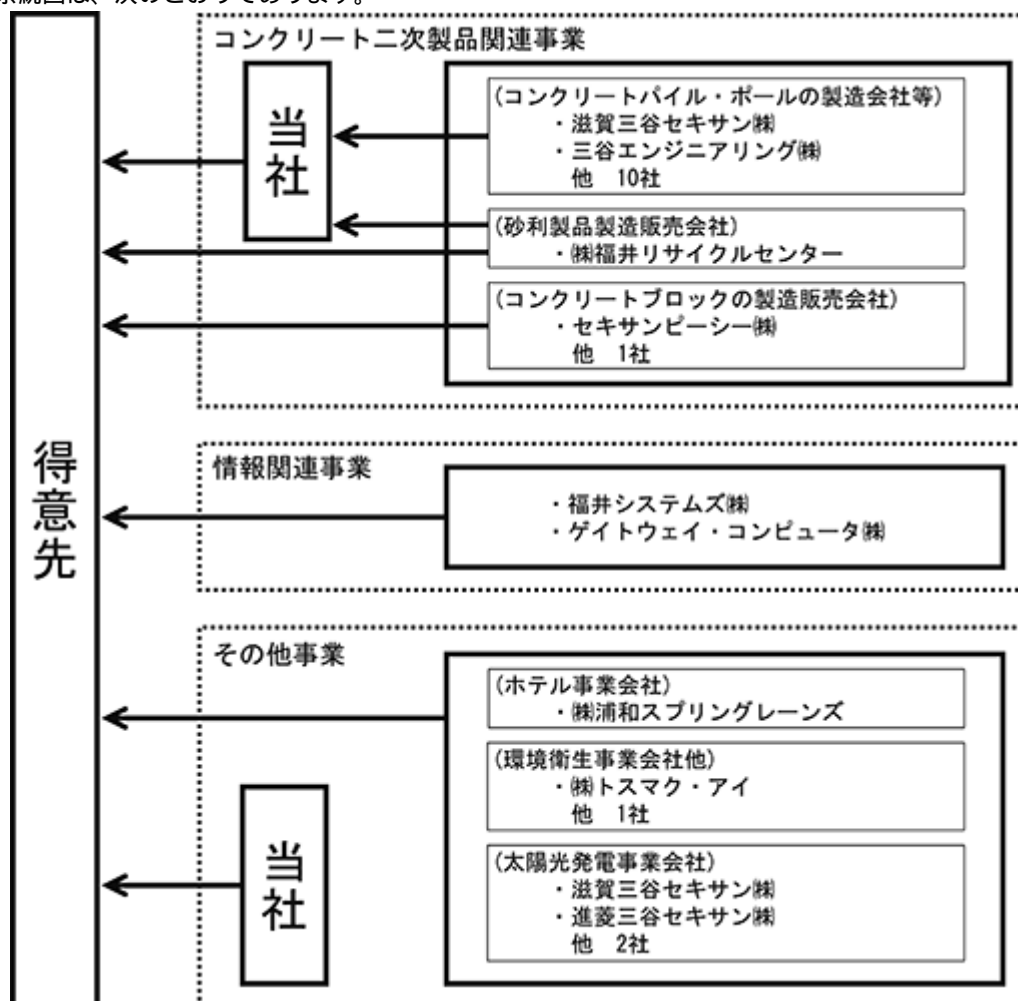 系統図は、次のとおりであります。
得意先
コンクリート二次製品関連事業
当社
(コンクリートパイル・ポールの製造会社等)
・滋賀三谷セキサン㈱
・三谷エンジニアリング㈱
他 10社
(砂利製品製造販売会社)
・㈱福井リサイクルセンター
(コンクリートブロックの製造販売会社)
・セキサンピーシー㈱
他 1社
情報関連事業
・福井システムズ㈱
・ゲイトウェイ・コンピュータ㈱
その他事業
当社
(ホテル事業会社)
・㈱浦和スプリングレーンズ
(環境衛生事業会社他)
・㈱トスマク・アイ
他 1社
(太陽光発電事業会社)
・滋賀三谷セキサン㈱
・進菱三谷セキサン㈱
他 2社